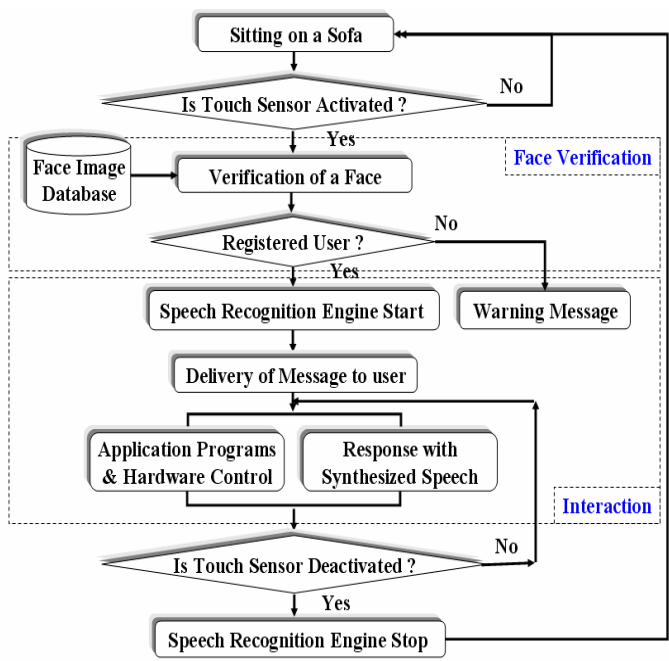 Sitting on a Sofa
Is Touch Sensor Activated ?
No
Yes
Face Verification
Face Image
Database
Verification of a Face
Registered User ?
No
Yes
Speech Recognition Engine Start
Warning Message
Delivery of Message to user
Application Programs
& Hardware Control
Response with
Synthesized Speech
Interaction
Is Touch Sensor Deactivated ?
No
Yes
Speech Recognition Engine Stop